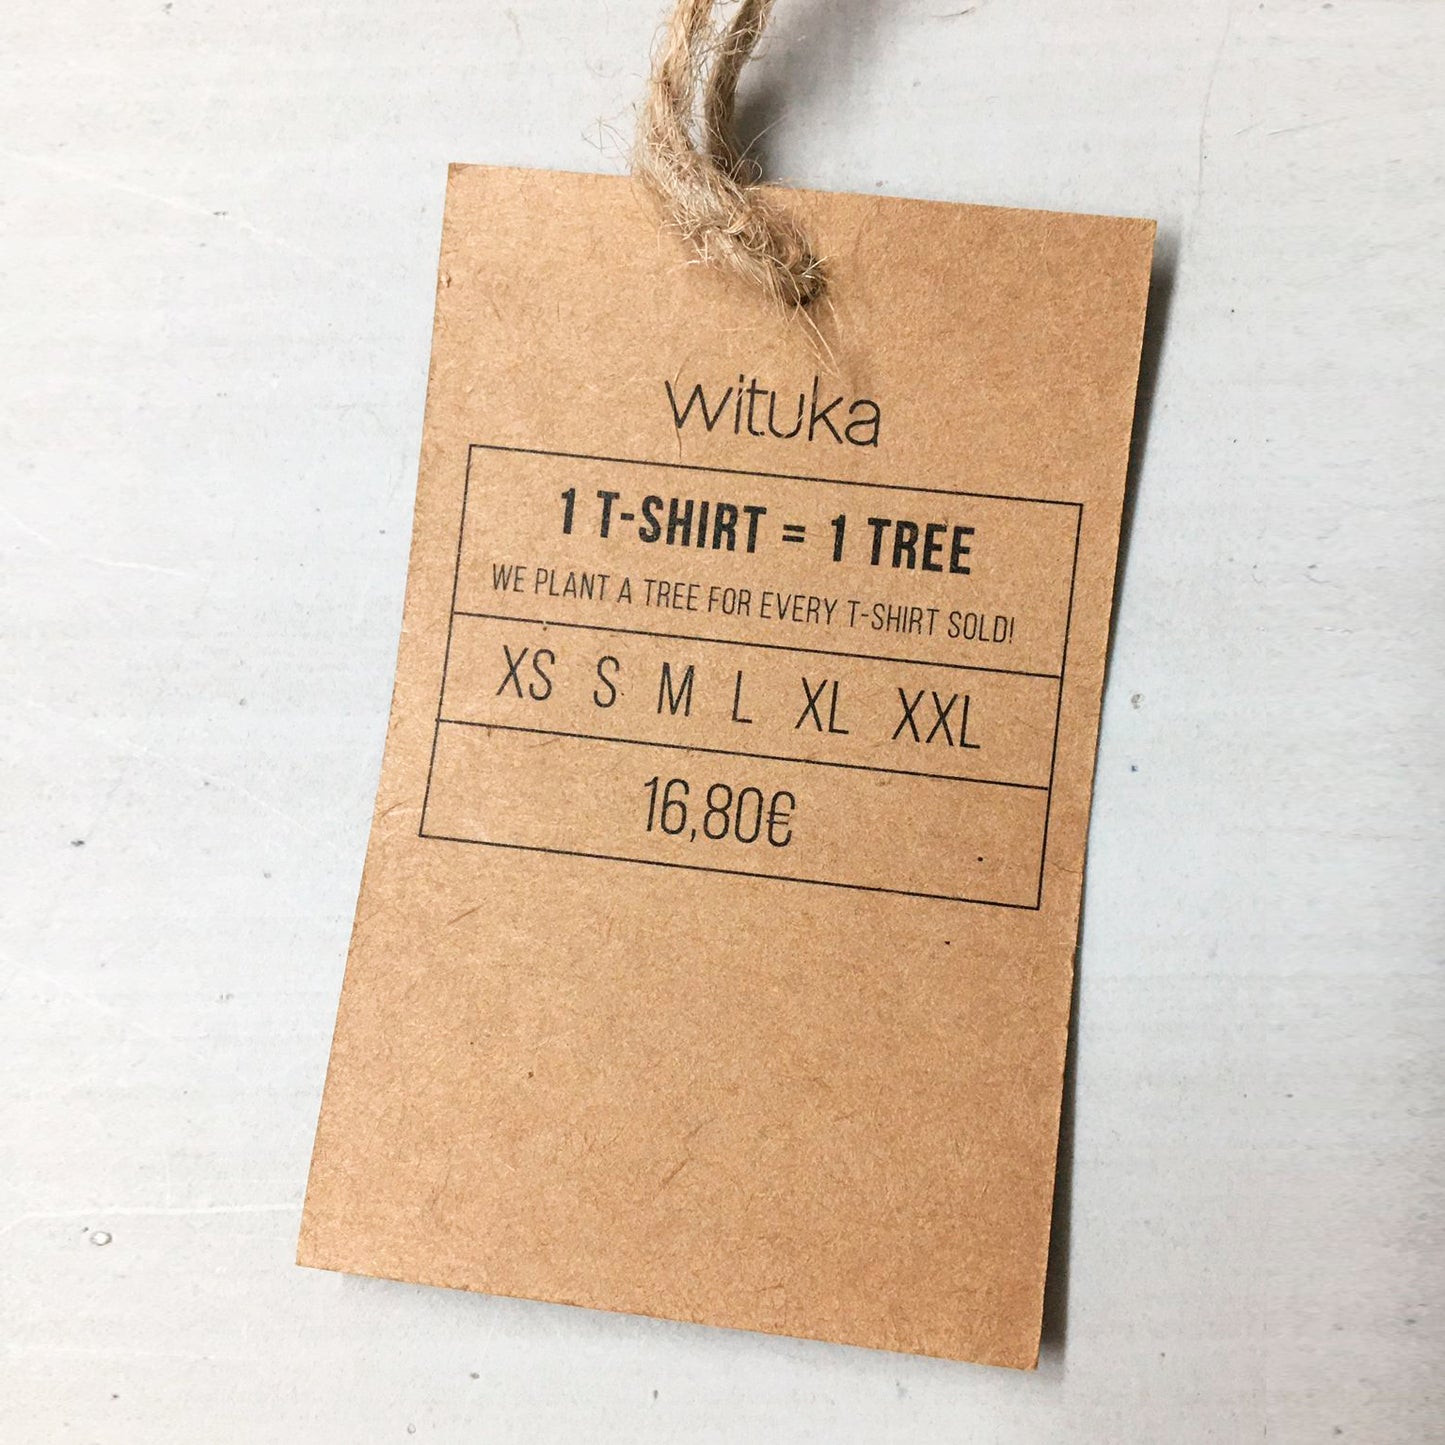 wituka
1 T-SHIRT = 1 TREE
WE PLANT A TREE FOR EVERY T-SHIRT SOLD!
XS S M L XL XXL
16,80€